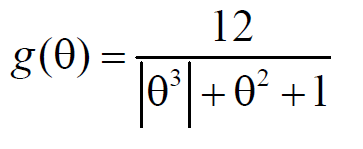 g(θ) = 12 / (|θ³| + θ² + 1)